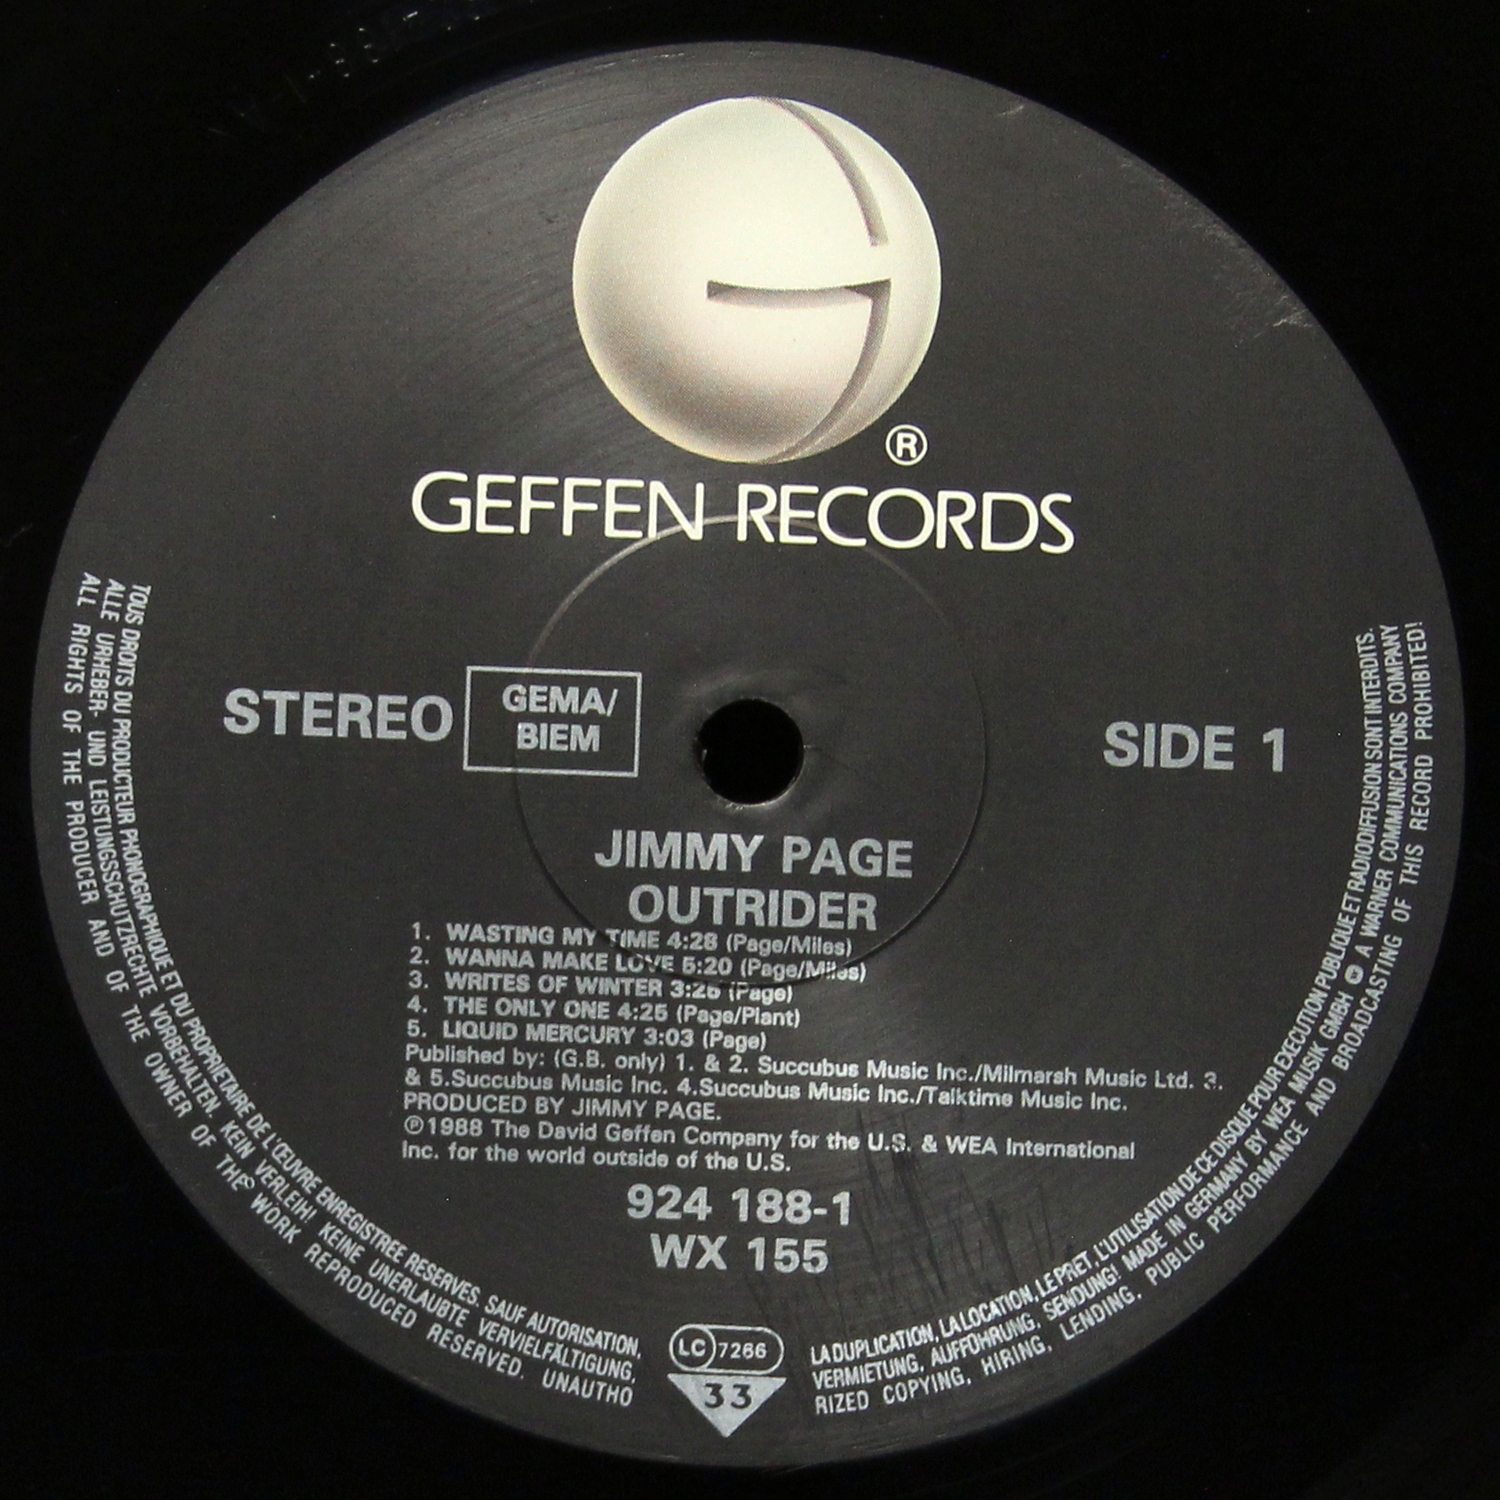 ®
GEFFEN RECORDS
STEREO
GEMA/
BIEM
SIDE 1
JIMMY PAGE
OUTRIDER
1. WASTING MY TIME 4:28 (Page/Miles)
2. WANNA MAKE LOVE 5:20 (Page/Miles)
3. WRITES OF WINTER 3:25 (Page)
4. THE ONLY ONE 4:25 (Page/Plant)
5. LIQUID MERCURY 3:03 (Page)
Published by: (G.B. only) 1. & 2. Succubus Music Inc./Milmarsh Music Ltd. 3.
& 5.Succubus Music Inc. 4.Succubus Music Inc./Talktime Music Inc.
PRODUCED BY JIMMY PAGE.
℗1988 The David Geffen Company for the U.S. & WEA International
Inc. for the world outside of the U.S.
924 188-1
WX 155
LC 7266
33
TOUS DROITS DU PRODUCTEUR PHONOGRAPHIQUE ET DU PROPRIETAIRE DE L'ŒUVRE ENREGISTREE RESERVES. SAUF AUTORISATION, LA DUPLICATION, LA LOCATION, LE PRET, L'UTILISATION DE CE DISQUE POUR EXECUTION PUBLIQUE ET RADIODIFFUSION SONT INTERDITS.
ALLE URHEBER- UND LEISTUNGSSCHUTZRECHTE VORBEHALTEN. KEIN VERLEIH! KEINE UNERLAUBTE VERVIELFÄLTIGUNG, VERMIETUNG, AUFFÜHRUNG, SENDUNG! MADE IN GERMANY BY WEA MUSIK GMBH A WARNER COMMUNICATIONS COMPANY
ALL RIGHTS OF THE PRODUCER AND OF THE OWNER OF THE WORK REPRODUCED RESERVED. UNAUTHORIZED COPYING, HIRING, LENDING, PUBLIC PERFORMANCE AND BROADCASTING OF THIS RECORD PROHIBITED!